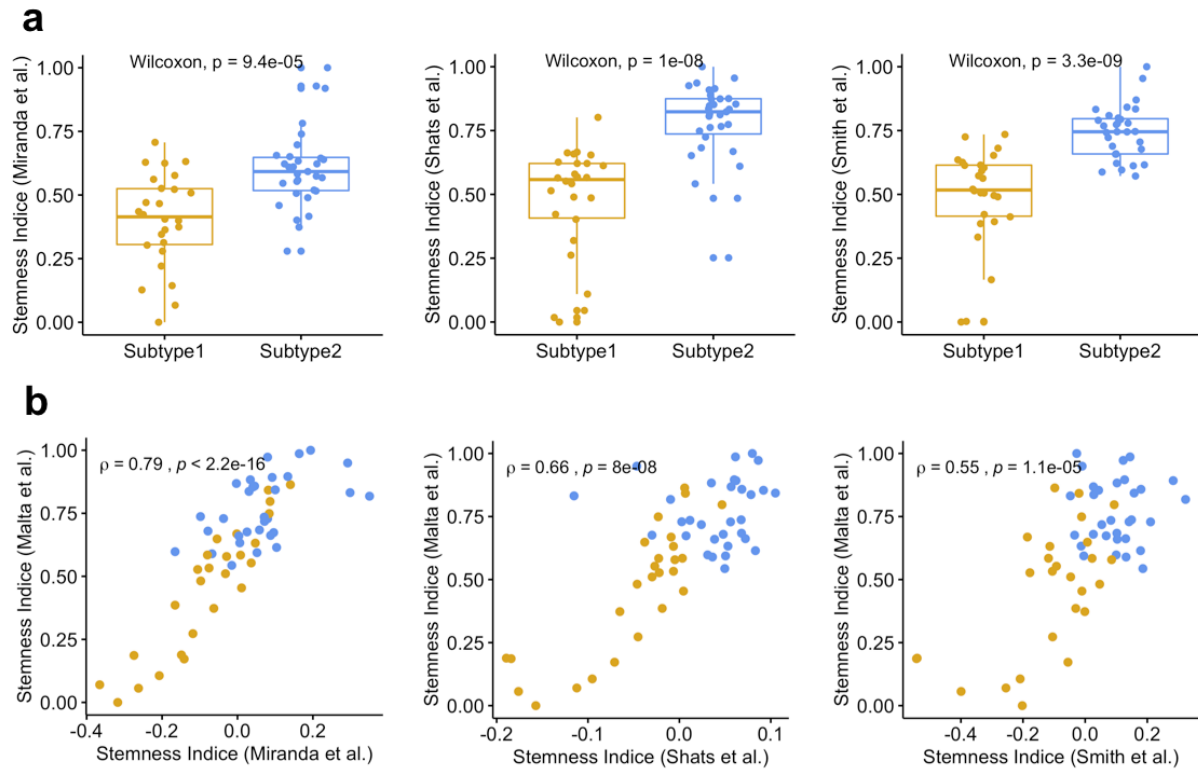 a
Wilcoxon, p = 9.4e-05
Stemness Indice (Miranda et al.)
1.00
0.75
0.50
0.25
0.00
Subtype1 Subtype2
Wilcoxon, p = 1e-08
Stemness Indice (Shats et al.)
1.00
0.75
0.50
0.25
0.00
Subtype1 Subtype2
Wilcoxon, p = 3.3e-09
Stemness Indice (Smith et al.)
1.00
0.75
0.50
0.25
0.00
Subtype1 Subtype2
b
ρ = 0.79 , p < 2.2e-16
Stemness Indice (Malta et al.)
1.00
0.75
0.50
0.25
0.00
-0.4 -0.2 0.0 0.2
Stemness Indice (Miranda et al.)
ρ = 0.66 , p = 8e-08
Stemness Indice (Malta et al.)
1.00
0.75
0.50
0.25
0.00
-0.2 -0.1 0.0 0.1
Stemness Indice (Shats et al.)
ρ = 0.55 , p = 1.1e-05
Stemness Indice (Malta et al.)
1.00
0.75
0.50
0.25
0.00
-0.4 -0.2 0.0 0.2
Stemness Indice (Smith et al.)